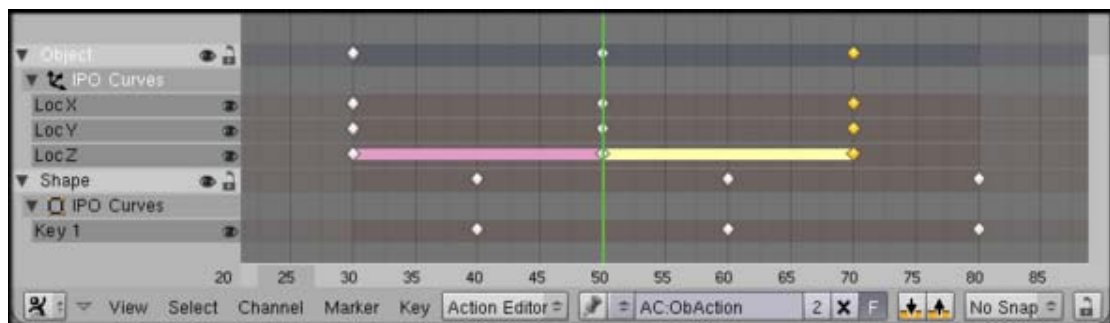 Object
IPO Curves
LocX
LocY
LocZ
Shape
IPO Curves
Key 1
20 25 30 35 40 45 50 55 60 65 70 75 80 85
View Select Channel Marker Key Action Editor AC:ObAction 2 X F No Snap